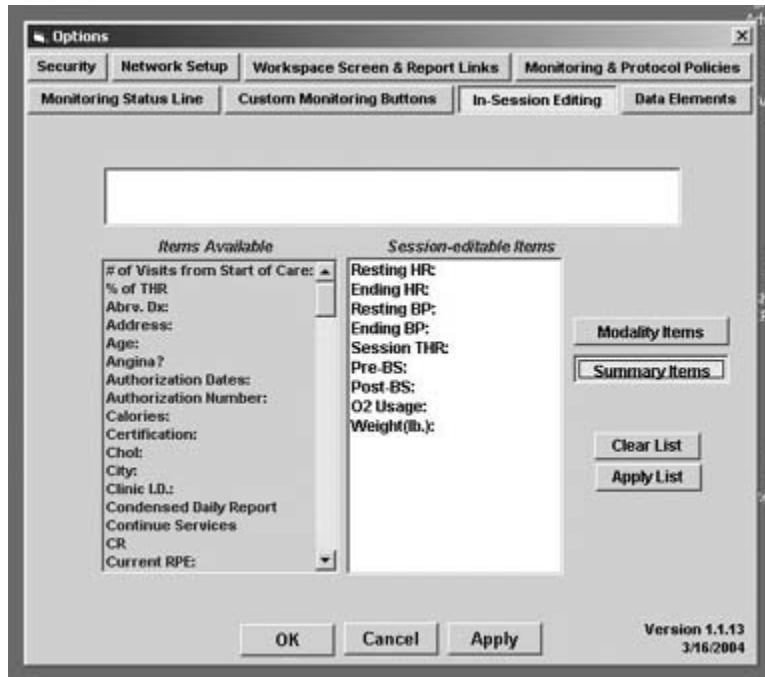 Options
Security
Network Setup
Workspace Screen & Report Links
Monitoring & Protocol Policies
Monitoring Status Line
Custom Monitoring Buttons
In-Session Editing
Data Elements
Items Available
# of Visits from Start of Care:
% of THR
Abrv. Dx:
Address:
Age:
Angina?
Authorization Dates:
Authorization Number:
Calories:
Certification:
Chol:
City:
Clinic I.D.:
Condensed Daily Report
Continue Services
CR
Current RPE:
Session-editable Items
Resting HR:
Ending HR:
Resting BP:
Ending BP:
Session THR:
Pre-BS:
Post-BS:
O2 Usage:
Weight(lb.):
Modality Items
Summary Items
Clear List
Apply List
OK
Cancel
Apply
Version 1.1.13
3/16/2004